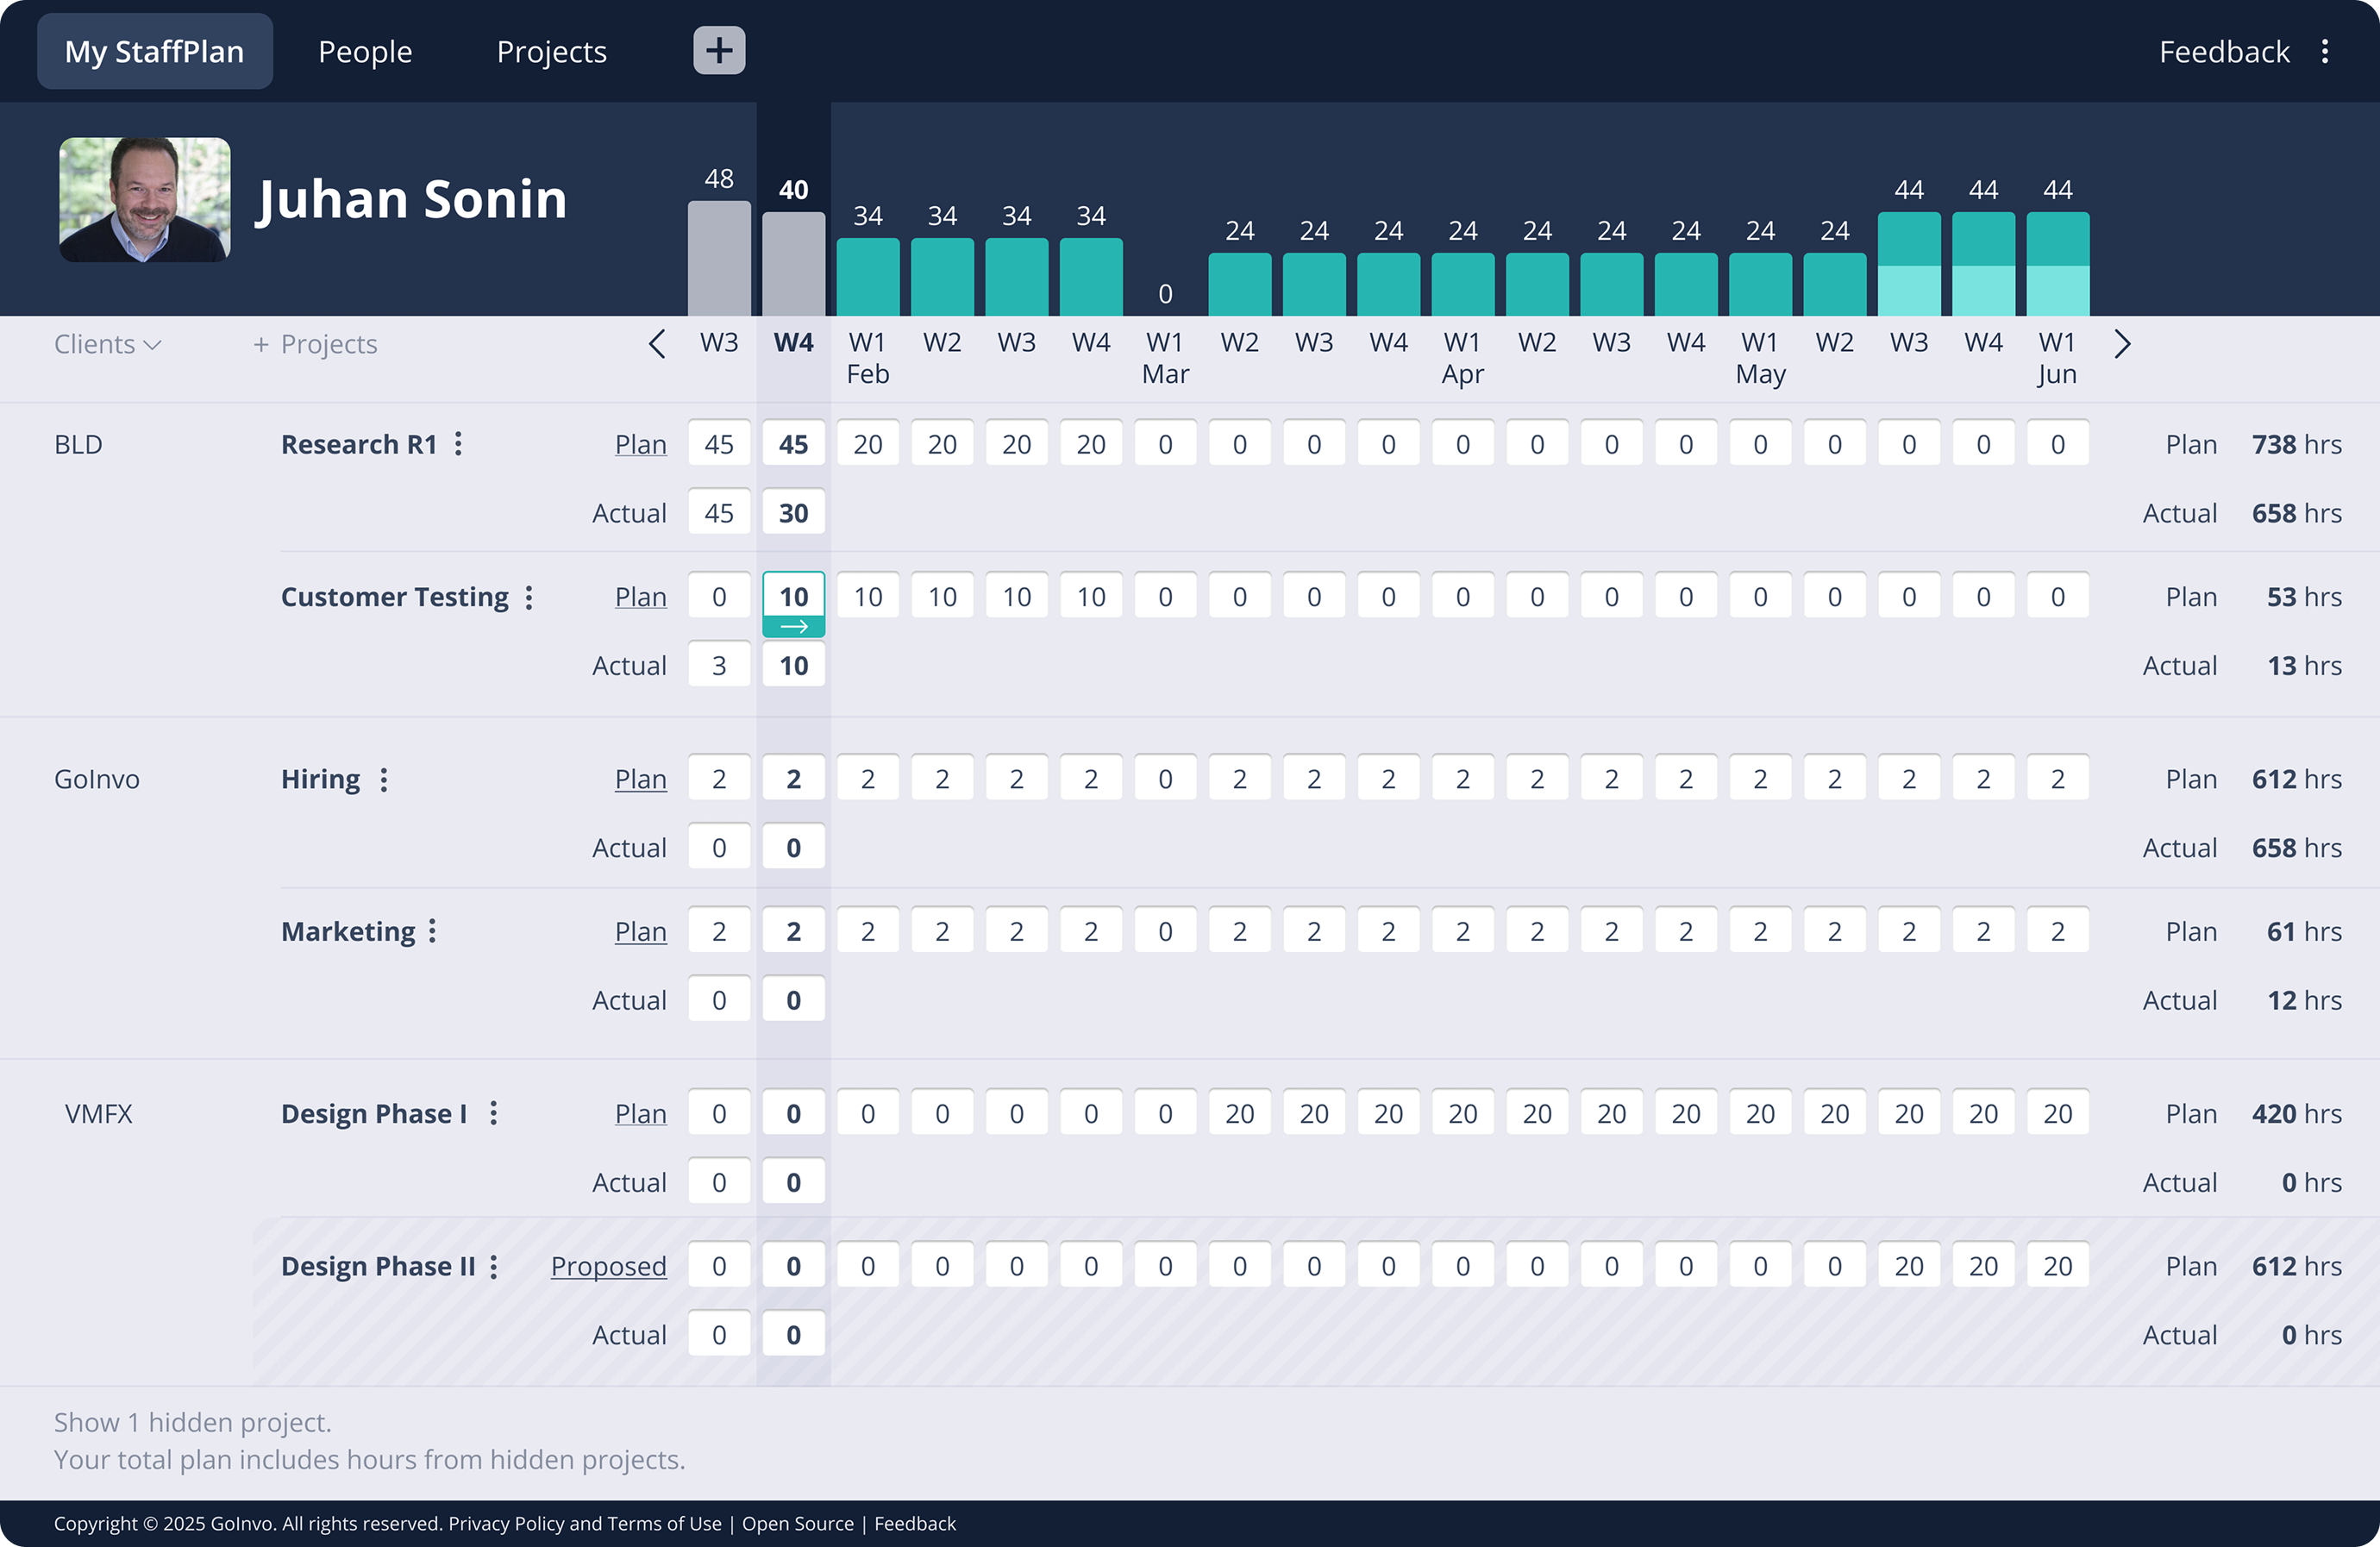 My StaffPlan People Projects + Feedback
Juhan Sonin
48 40 34 34 34 34 0 24 24 24 24 24 24 24 24 24 44 44 44
Clients + Projects W3 W4 W1 W2 W3 W4 W1 W2 W3 W4 W1 W2 W3 W4 W1 W2 W3 W4 W1
Feb Mar Apr May Jun
BLD Research R1 Plan 45 45 20 20 20 20 0 0 0 0 0 0 0 0 0 0 0 0 0 Plan 738 hrs
Actual 45 30 Actual 658 hrs
Customer Testing Plan 0 10 10 10 10 10 0 0 0 0 0 0 0 0 0 0 0 0 0 Plan 53 hrs
→
Actual 3 10 Actual 13 hrs
GoInvo Hiring Plan 2 2 2 2 2 2 0 2 2 2 2 2 2 2 2 2 2 2 2 Plan 612 hrs
Actual 0 0 Actual 658 hrs
Marketing Plan 2 2 2 2 2 2 0 2 2 2 2 2 2 2 2 2 2 2 2 Plan 61 hrs
Actual 0 0 Actual 12 hrs
VMFX Design Phase I Plan 0 0 0 0 0 0 0 20 20 20 20 20 20 20 20 20 20 20 20 Plan 420 hrs
Actual 0 0 Actual 0 hrs
Design Phase II Proposed 0 0 0 0 0 0 0 0 0 0 0 0 0 0 0 0 20 20 20 Plan 612 hrs
Actual 0 0 Actual 0 hrs
Show 1 hidden project.
Your total plan includes hours from hidden projects.
Copyright © 2025 GoInvo. All rights reserved. Privacy Policy and Terms of Use | Open Source | Feedback